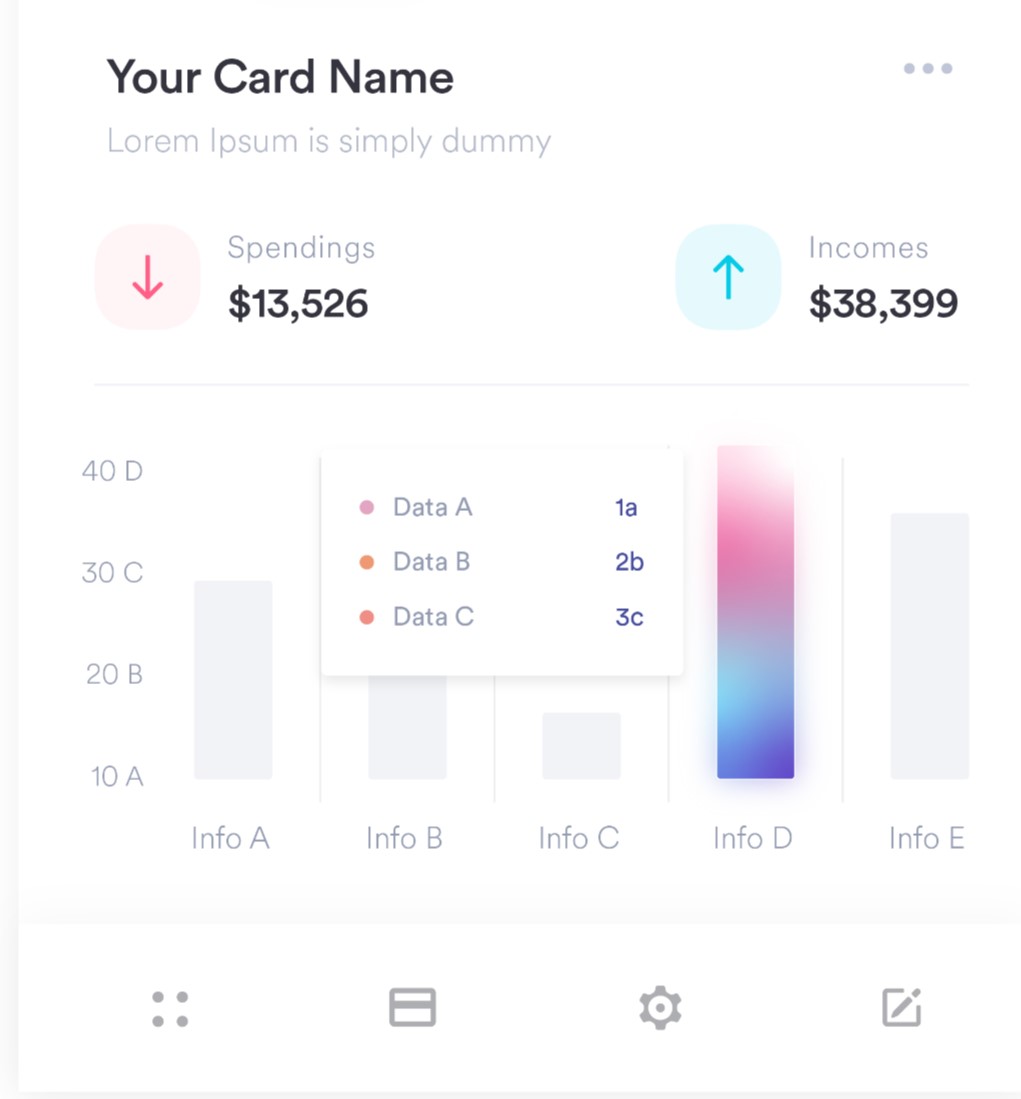 Your Card Name
Lorem Ipsum is simply dummy
Spendings
$13,526
Incomes
$38,399
40 D
30 C
20 B
10 A
Data A 1a
Data B 2b
Data C 3c
Info A Info B Info C Info D Info E